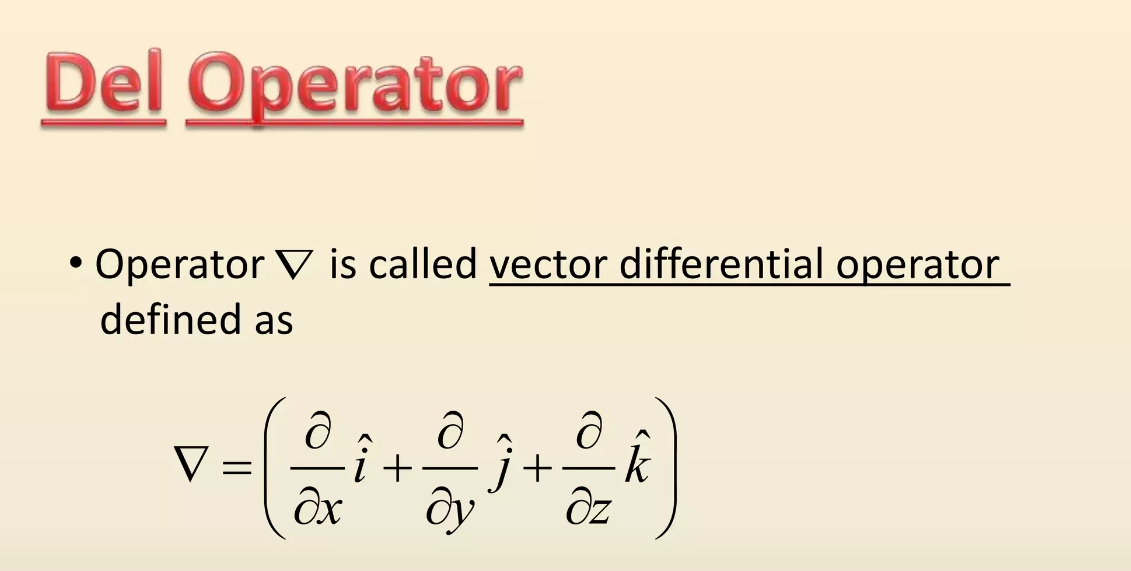 Del Operator
• Operator ∇ is called vector differential operator
defined as
∇ = ( ∂/∂x î + ∂/∂y ĵ + ∂/∂z k̂ )